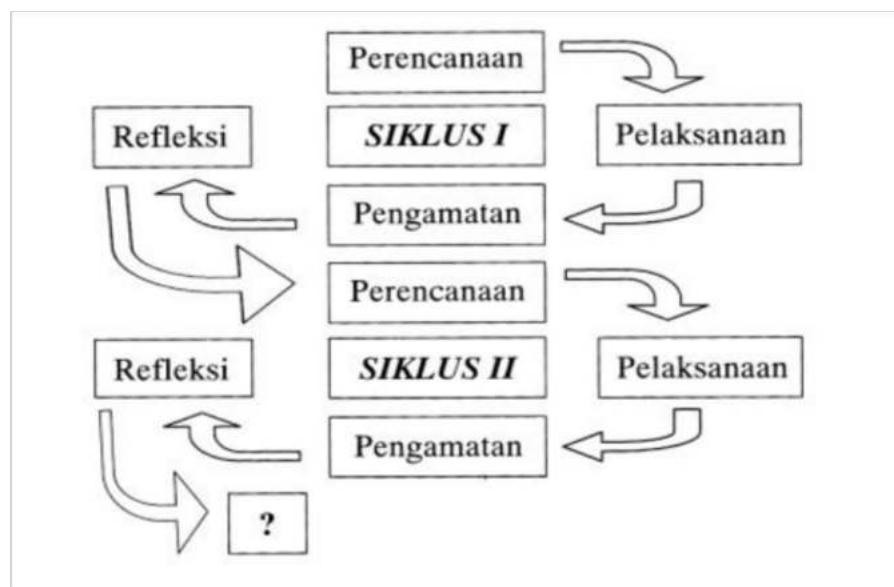 Perencanaan
Refleksi
SIKLUS I
Pelaksanaan
Pengamatan
Perencanaan
Refleksi
SIKLUS II
Pelaksanaan
Pengamatan
?